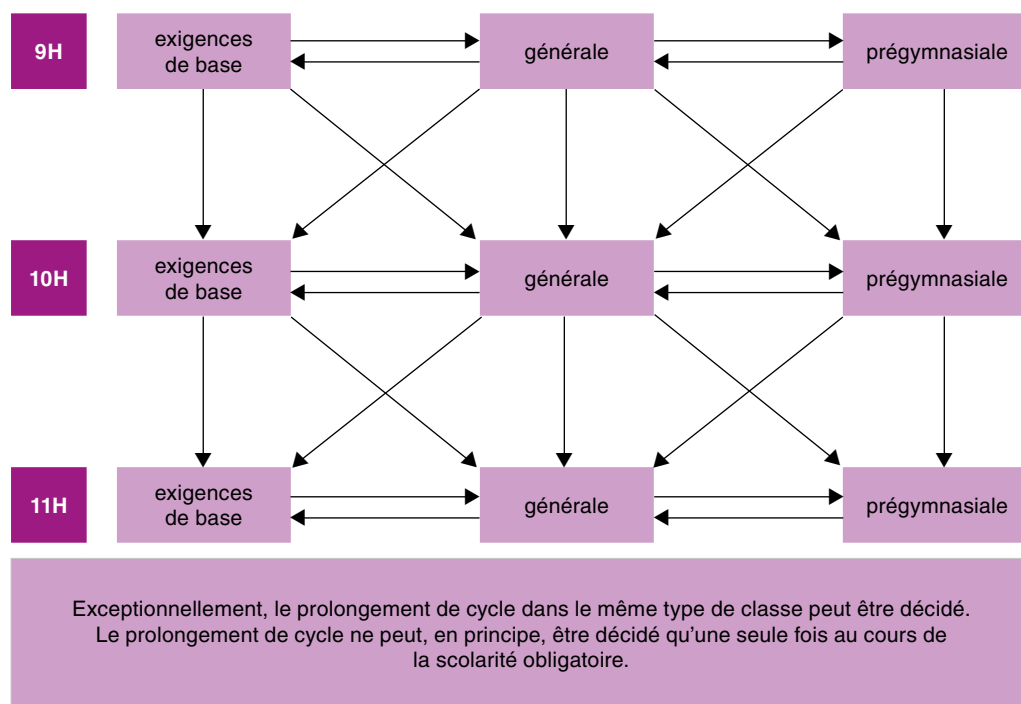 9H
exigences
de base
générale
prégymnasiale
10H
exigences
de base
générale
prégymnasiale
11H
exigences
de base
générale
prégymnasiale
Exceptionnellement, le prolongement de cycle dans le même type de classe peut être décidé.
Le prolongement de cycle ne peut, en principe, être décidé qu'une seule fois au cours de
la scolarité obligatoire.